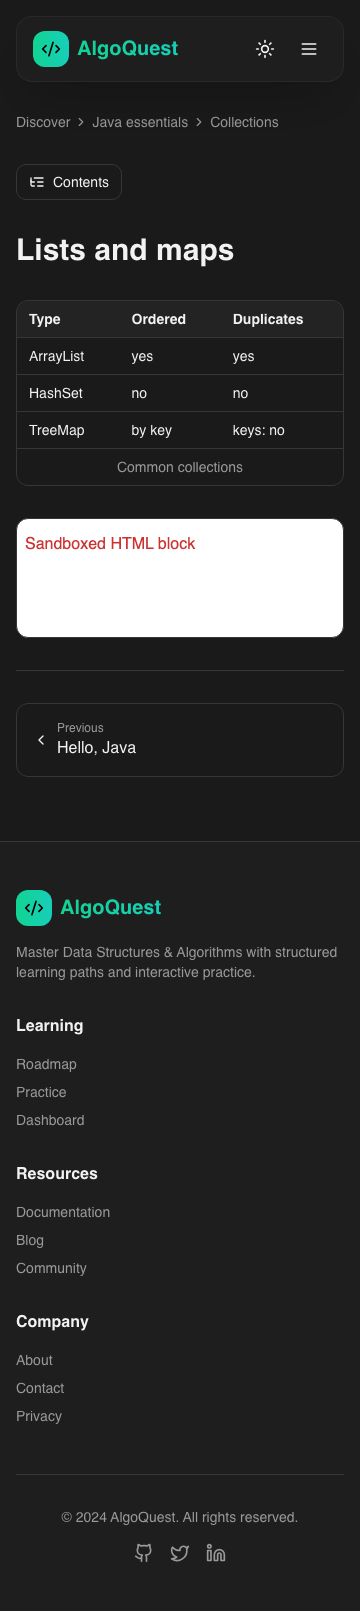 AlgoQuest
Discover > Java essentials > Collections
Contents
Lists and maps
Type Ordered Duplicates
ArrayList yes yes
HashSet no no
TreeMap by key keys: no
Common collections
Sandboxed HTML block
Previous
Hello, Java
AlgoQuest
Master Data Structures & Algorithms with structured
learning paths and interactive practice.
Learning
Roadmap
Practice
Dashboard
Resources
Documentation
Blog
Community
Company
About
Contact
Privacy
© 2024 AlgoQuest. All rights reserved.